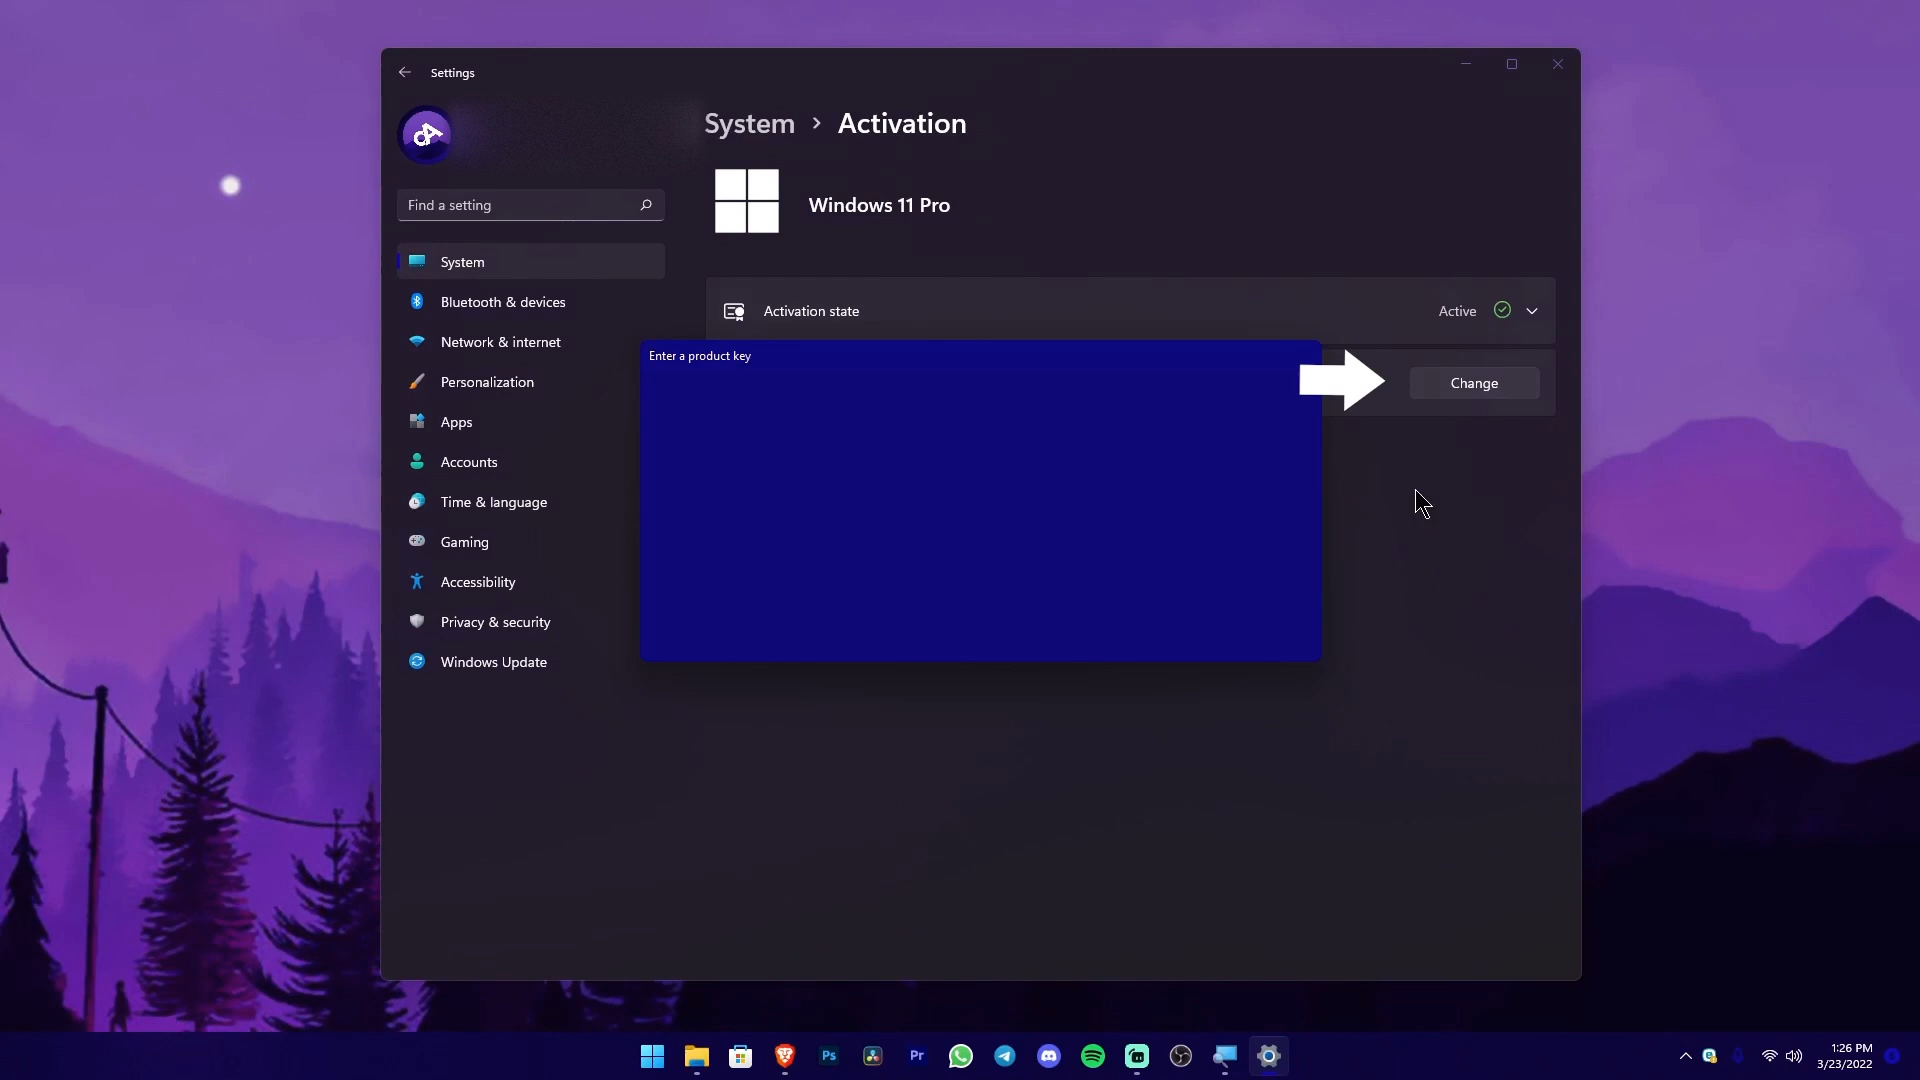 Settings
System > Activation
Windows 11 Pro
Find a setting
System
Bluetooth & devices
Network & internet
Personalization
Apps
Accounts
Time & language
Gaming
Accessibility
Privacy & security
Windows Update
Activation state
Active
Enter a product key
Change
Ps
Pr
1:26 PM
3/23/2022